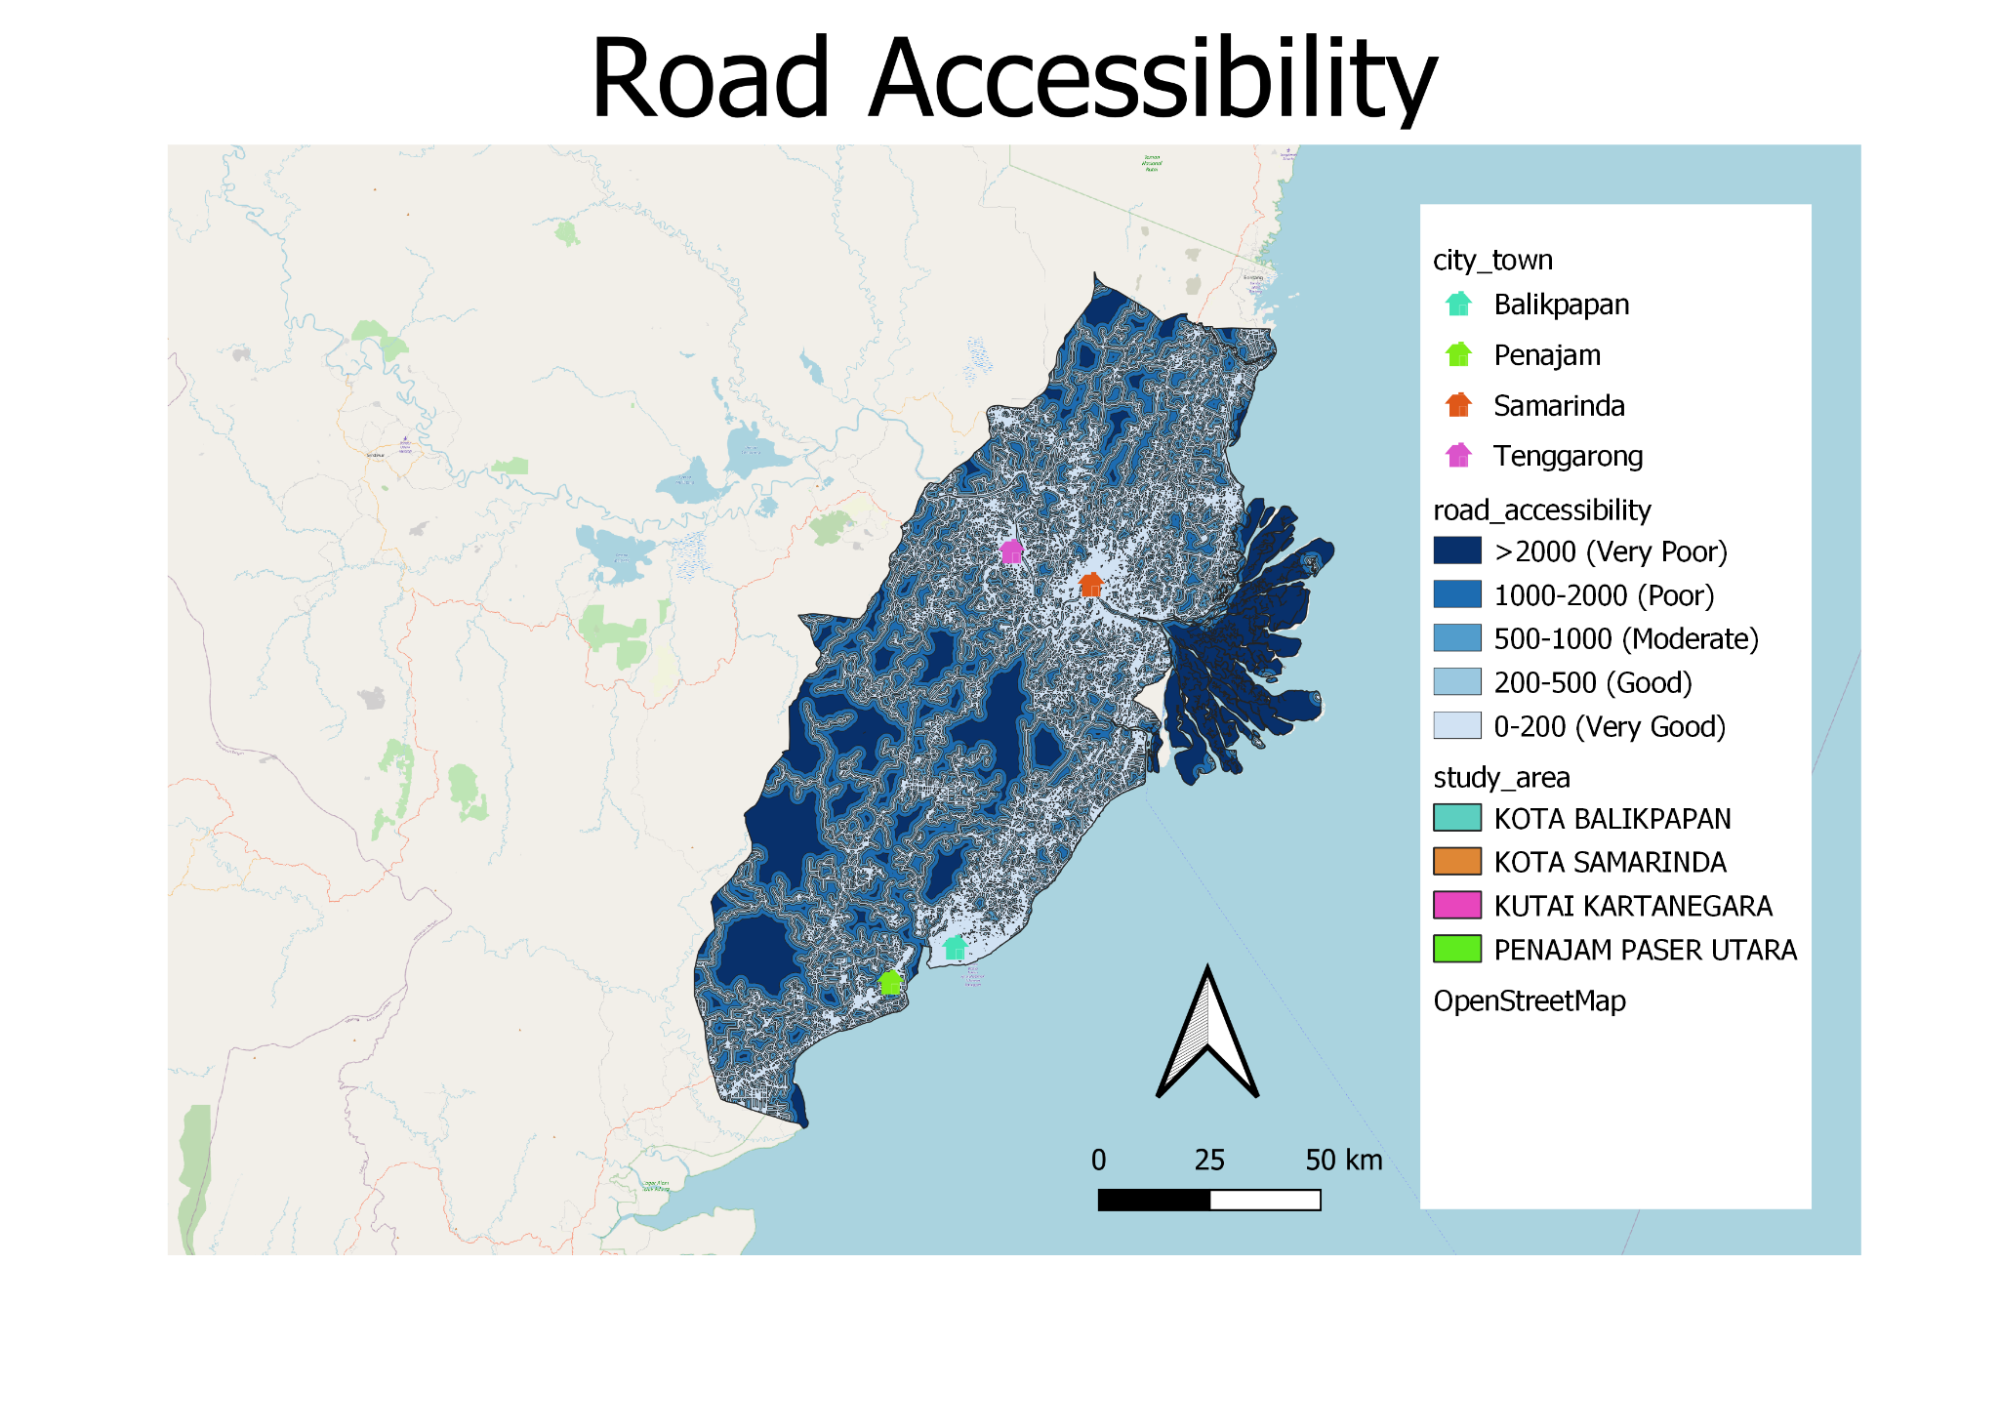 Road Accessibility
city_town
Balikpapan
Penajam
Samarinda
Tenggarong
road_accessibility
>2000 (Very Poor)
1000-2000 (Poor)
500-1000 (Moderate)
200-500 (Good)
0-200 (Very Good)
study_area
KOTA BALIKPAPAN
KOTA SAMARINDA
KUTAI KARTANEGARA
PENAJAM PASER UTARA
OpenStreetMap
0 25 50 km